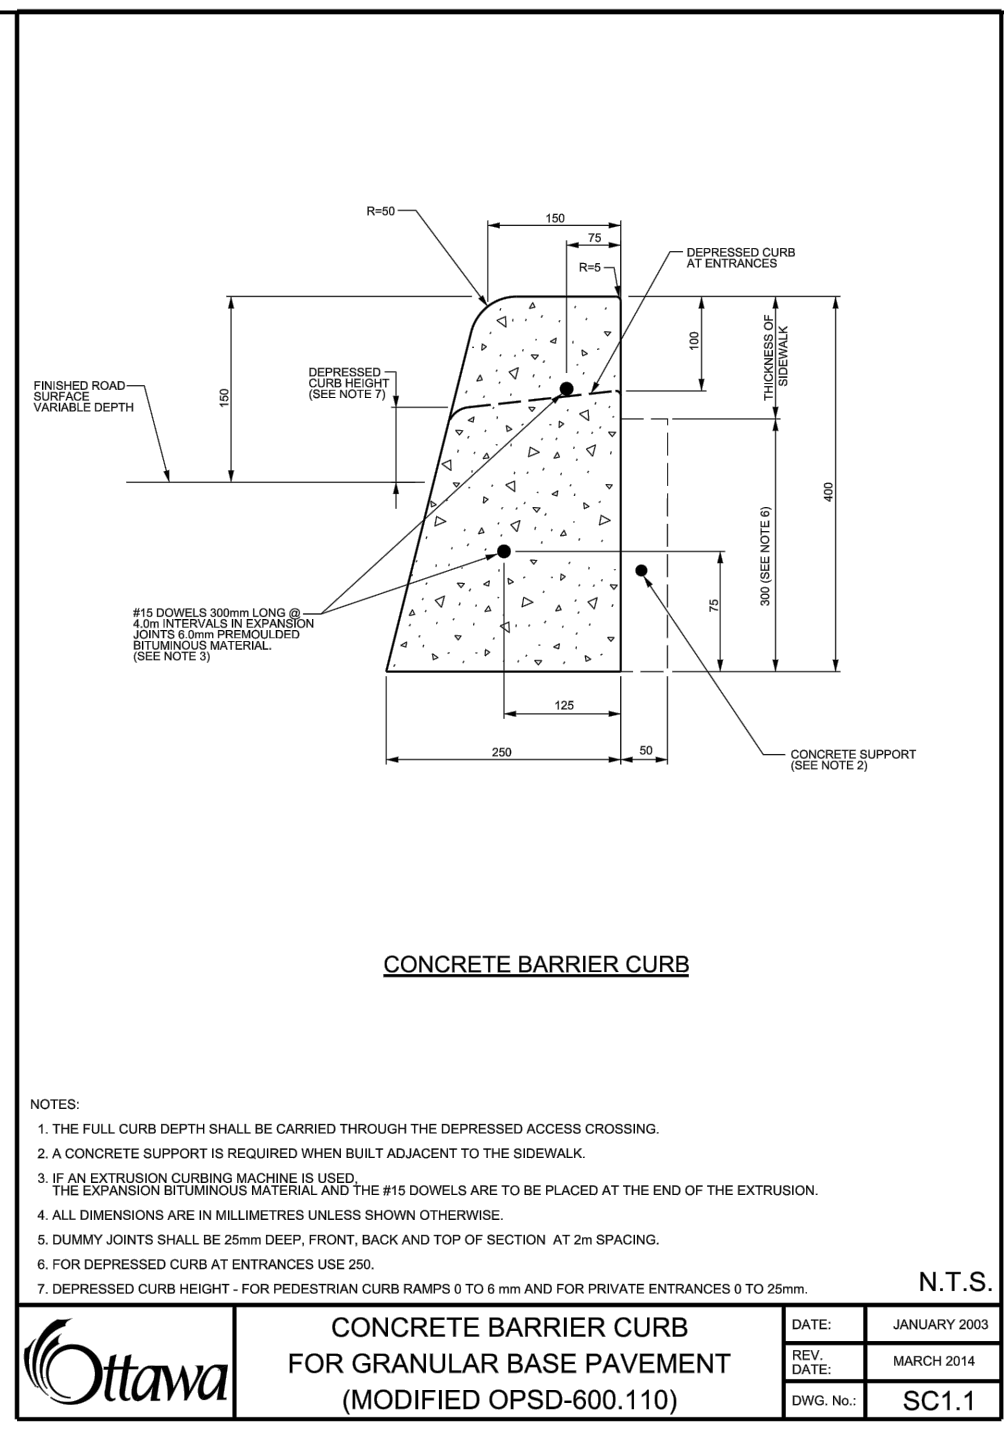 R=50
150
75
R=5
DEPRESSED CURB
AT ENTRANCES
FINISHED ROAD
SURFACE
VARIABLE DEPTH
150
DEPRESSED
CURB HEIGHT
(SEE NOTE 7)
100
THICKNESS OF
SIDEWALK
300 (SEE NOTE 6)
400
75
#15 DOWELS 300mm LONG @
4.0m INTERVALS IN EXPANSION
JOINTS 6.0mm PREMOULDED
BITUMINOUS MATERIAL.
(SEE NOTE 3)
125
250
50
CONCRETE SUPPORT
(SEE NOTE 2)
CONCRETE BARRIER CURB
NOTES:
1. THE FULL CURB DEPTH SHALL BE CARRIED THROUGH THE DEPRESSED ACCESS CROSSING.
2. A CONCRETE SUPPORT IS REQUIRED WHEN BUILT ADJACENT TO THE SIDEWALK.
3. IF AN EXTRUSION CURBING MACHINE IS USED,
THE EXPANSION BITUMINOUS MATERIAL AND THE #15 DOWELS ARE TO BE PLACED AT THE END OF THE EXTRUSION.
4. ALL DIMENSIONS ARE IN MILLIMETRES UNLESS SHOWN OTHERWISE.
5. DUMMY JOINTS SHALL BE 25mm DEEP, FRONT, BACK AND TOP OF SECTION AT 2m SPACING.
6. FOR DEPRESSED CURB AT ENTRANCES USE 250.
7. DEPRESSED CURB HEIGHT - FOR PEDESTRIAN CURB RAMPS 0 TO 6 mm AND FOR PRIVATE ENTRANCES 0 TO 25mm.
N.T.S.
Ottawa
CONCRETE BARRIER CURB
FOR GRANULAR BASE PAVEMENT
(MODIFIED OPSD-600.110)
DATE: JANUARY 2003
REV.
DATE: MARCH 2014
DWG. No.: SC1.1